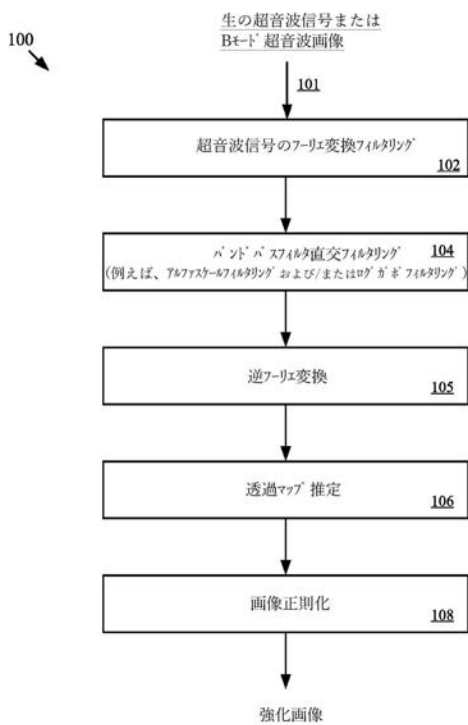 生の超音波信号または
Bﾓｰﾄﾞ超音波画像
100
101
超音波信号のﾌｰﾘｴ変換ﾌｨﾙﾀﾘﾝｸﾞ
102
ﾊﾞﾝﾄﾞﾊﾟｽﾌｨﾙﾀ直交ﾌｨﾙﾀﾘﾝｸﾞ
104
(例えば、ｱﾙﾌｧｽｹｰﾙﾌｨﾙﾀﾘﾝｸﾞおよび/またはﾛｸﾞｶﾞﾎﾞﾌｨﾙﾀﾘﾝｸﾞ)
逆ﾌｰﾘｴ変換
105
透過ﾏｯﾌﾟ推定
106
画像正則化
108
強化画像